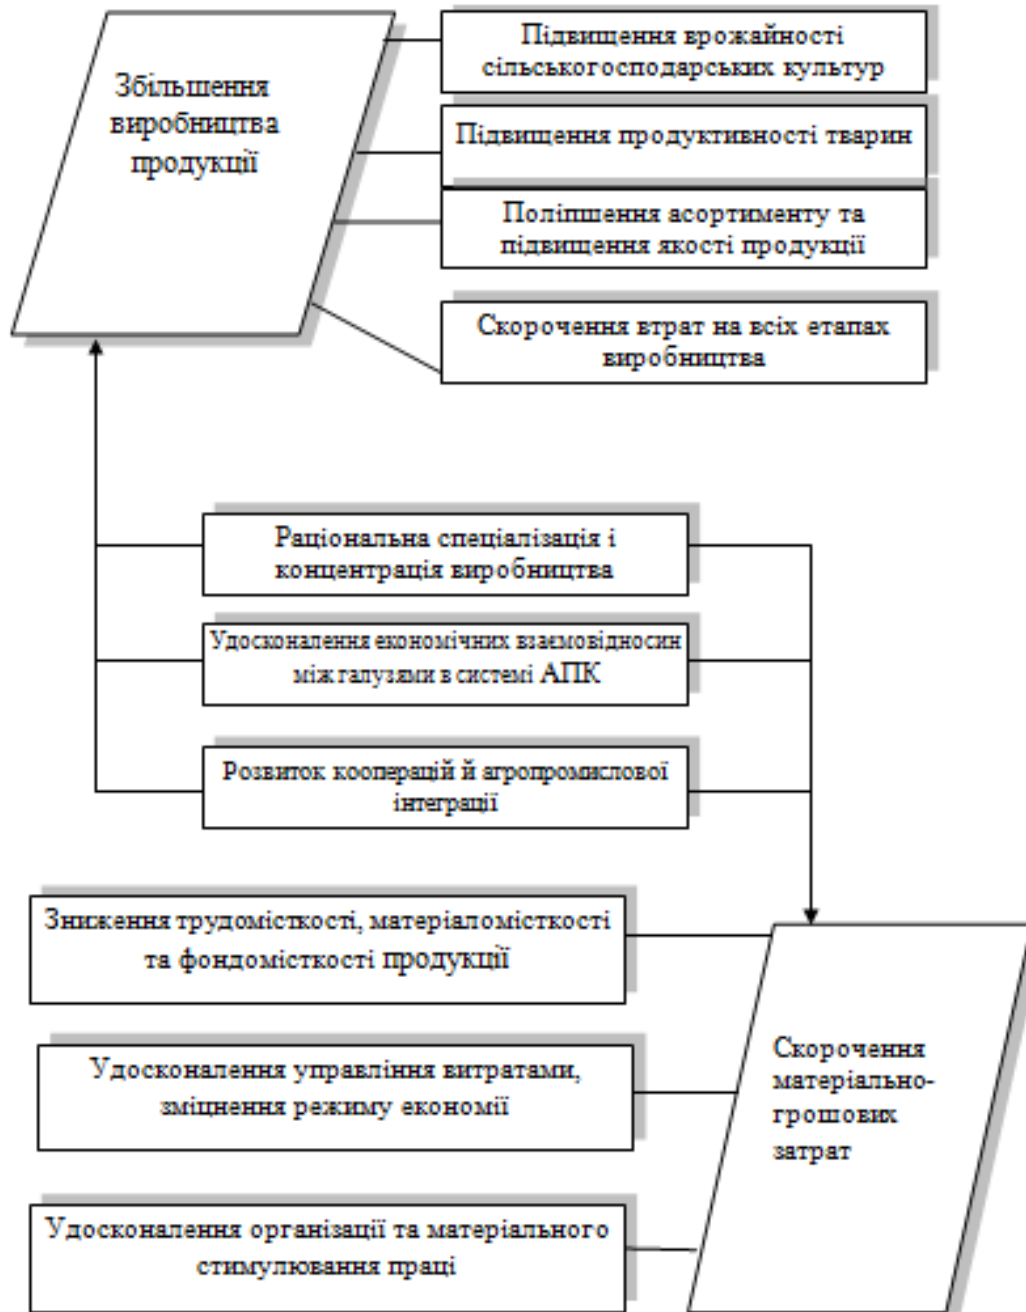 Збільшення
виробництва
продукції
Підвищення врожайності
сільськогосподарських культур
Підвищення продуктивності тварин
Поліпшення асортименту та
підвищення якості продукції
Скорочення втрат на всіх етапах
виробництва
Раціональна спеціалізація і
концентрація виробництва
Удосконалення економічних взаємовідносин
між галузями в системі АПК
Розвиток кооперацій й агропромислової
інтеграції
Зниження трудомісткості, матеріаломісткості
та фондомісткості продукції
Удосконалення управління витратами,
зміцнення режиму економії
Удосконалення організації та матеріального
стимулювання праці
Скорочення
матеріально-
грошових
затрат